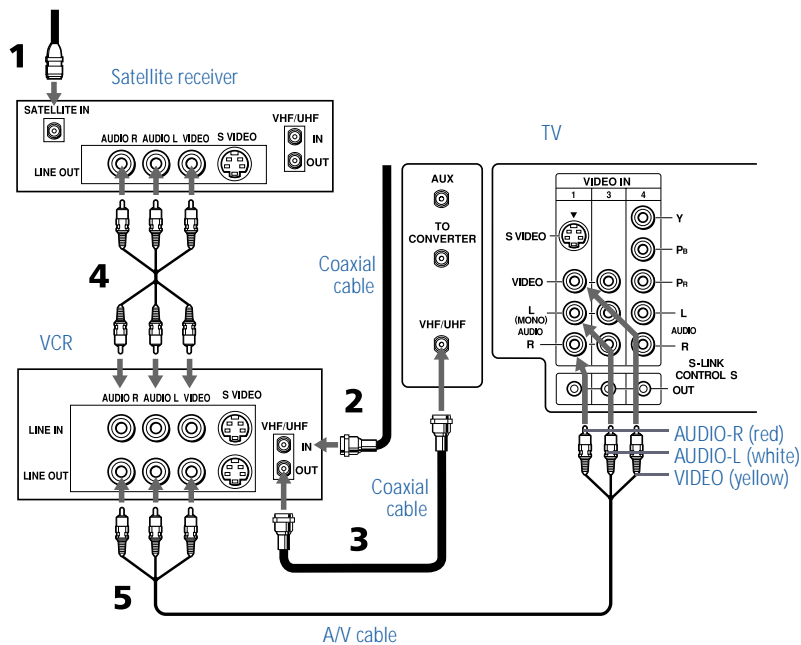 1
Satellite receiver
SATELLITE IN
AUDIO R AUDIO L VIDEO S VIDEO
VHF/UHF
IN
OUT
LINE OUT
4
VCR
AUDIO R AUDIO L VIDEO S VIDEO
VHF/UHF
LINE IN
IN
LINE OUT
OUT
2
Coaxial
cable
3
Coaxial
cable
5
A/V cable
AUX
TO
CONVERTER
VHF/UHF
TV
VIDEO IN
1 3 4
S VIDEO
Y
PB
VIDEO
PR
L
(MONO)
AUDIO
R
L
AUDIO
R
S-LINK
CONTROL S
OUT
AUDIO-R (red)
AUDIO-L (white)
VIDEO (yellow)